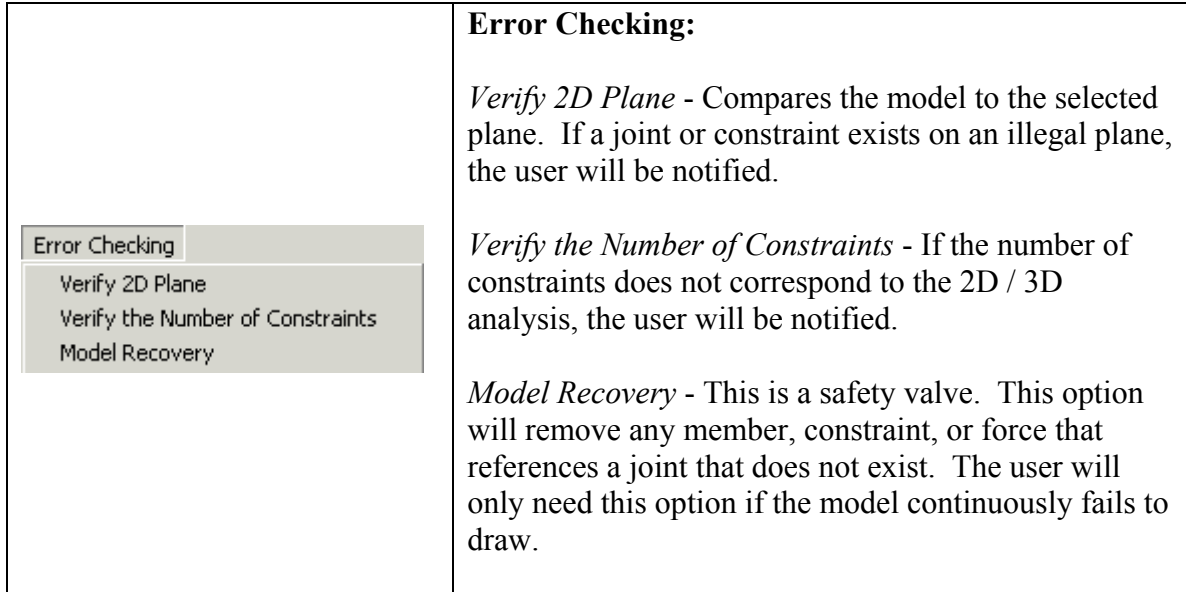 Error Checking
Verify 2D Plane
Verify the Number of Constraints
Model Recovery
Error Checking:
Verify 2D Plane - Compares the model to the selected
plane.  If a joint or constraint exists on an illegal plane,
the user will be notified.
Verify the Number of Constraints - If the number of
constraints does not correspond to the 2D / 3D
analysis, the user will be notified.
Model Recovery - This is a safety valve.  This option
will remove any member, constraint, or force that
references a joint that does not exist.  The user will
only need this option if the model continuously fails to
draw.